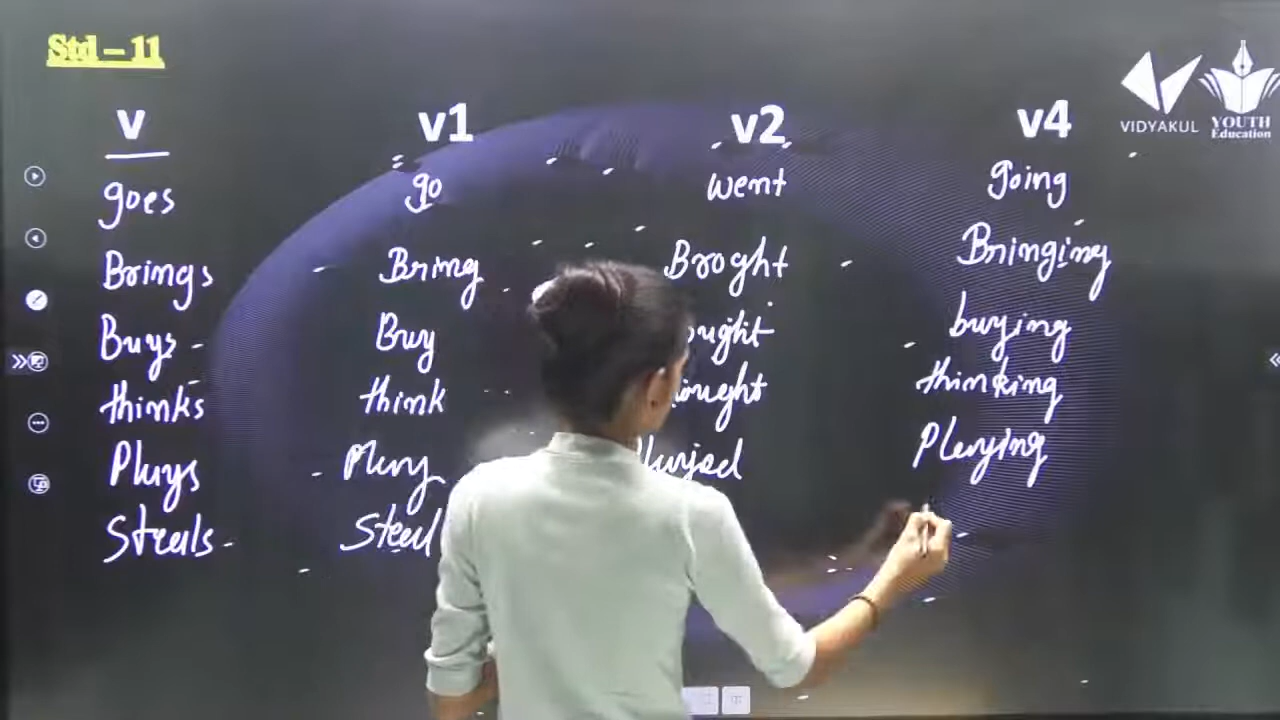 Std – 11
v v1 v2 v4
VIDYAKUL
YOUTH
Education
goes go went going
Brings Bring Broght Bringing
Buys Buy buying
thinks think thinking
Plays Play Playing
Steals Steal